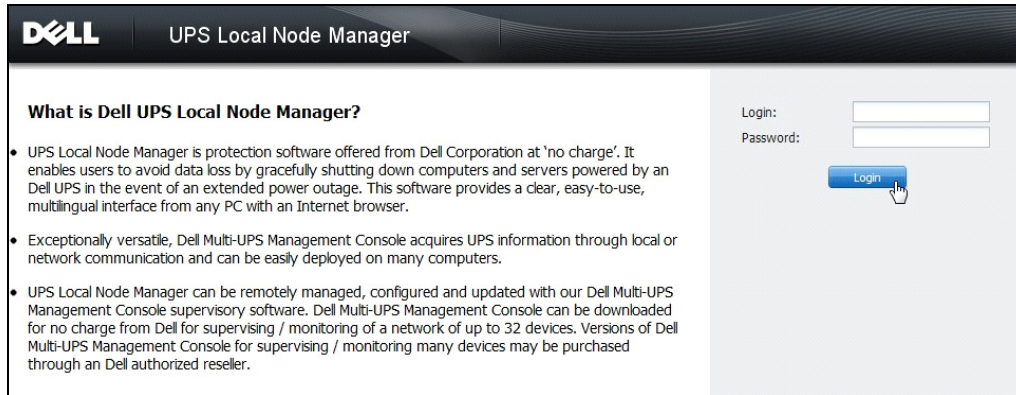 DELL UPS Local Node Manager
What is Dell UPS Local Node Manager?
• UPS Local Node Manager is protection software offered from Dell Corporation at ‘no charge’. It
enables users to avoid data loss by gracefully shutting down computers and servers powered by an
Dell UPS in the event of an extended power outage. This software provides a clear, easy-to-use,
multilingual interface from any PC with an Internet browser.
• Exceptionally versatile, Dell Multi-UPS Management Console acquires UPS information through local or
network communication and can be easily deployed on many computers.
• UPS Local Node Manager can be remotely managed, configured and updated with our Dell Multi-UPS
Management Console supervisory software. Dell Multi-UPS Management Console can be downloaded
for no charge from Dell for supervising / monitoring of a network of up to 32 devices. Versions of Dell
Multi-UPS Management Console for supervising / monitoring many devices may be purchased
through an Dell authorized reseller.
Login:
Password:
Login